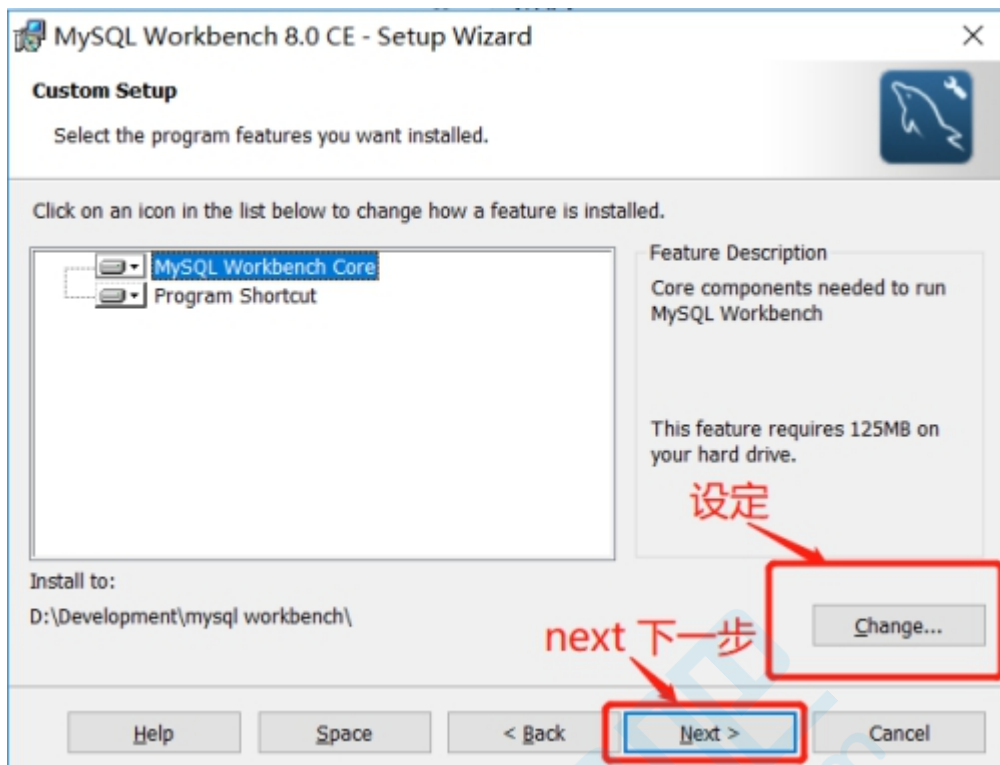 MySQL Workbench 8.0 CE - Setup Wizard
Custom Setup
Select the program features you want installed.
Click on an icon in the list below to change how a feature is installed.
MySQL Workbench Core
Program Shortcut
Feature Description
Core components needed to run
MySQL Workbench
This feature requires 125MB on
your hard drive.
设定
Install to:
D:\Development\mysql workbench\
Change...
next 下一步
Help
Space
< Back
Next >
Cancel